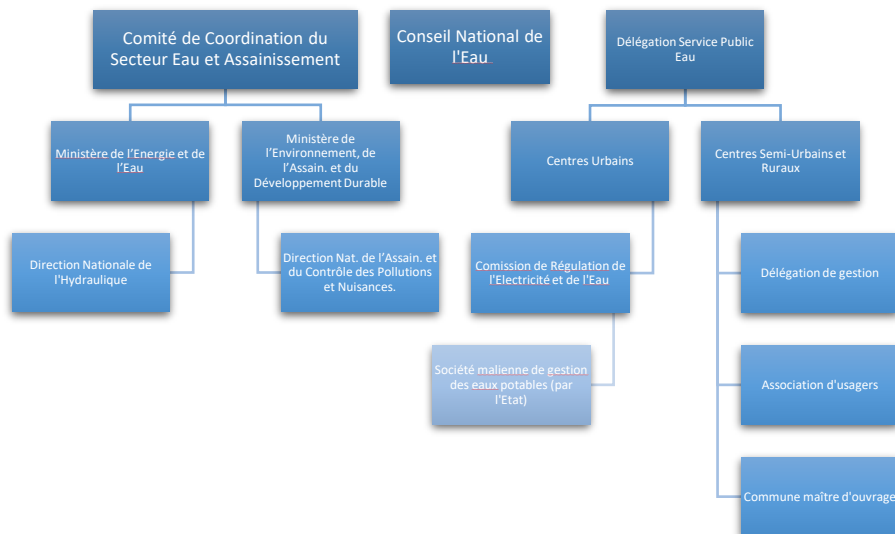 Comité de Coordination du
Secteur Eau et Assainissement
Conseil National de
l'Eau
Délégation Service Public
Eau
Ministère de l'Energie et de
l'Eau
Ministère de
l'Environnement, de
l'Assain. et du
Développement Durable
Centres Urbains
Centres Semi-Urbains et
Ruraux
Direction Nationale de
l'Hydraulique
Direction Nat. de l'Assain. et
du Contrôle des Pollutions
et Nuisances.
Comission de Régulation de
l'Electricité et de l'Eau
Délégation de gestion
Société malienne de gestion
des eaux potables (par
l'Etat)
Association d'usagers
Commune maître d'ouvrage